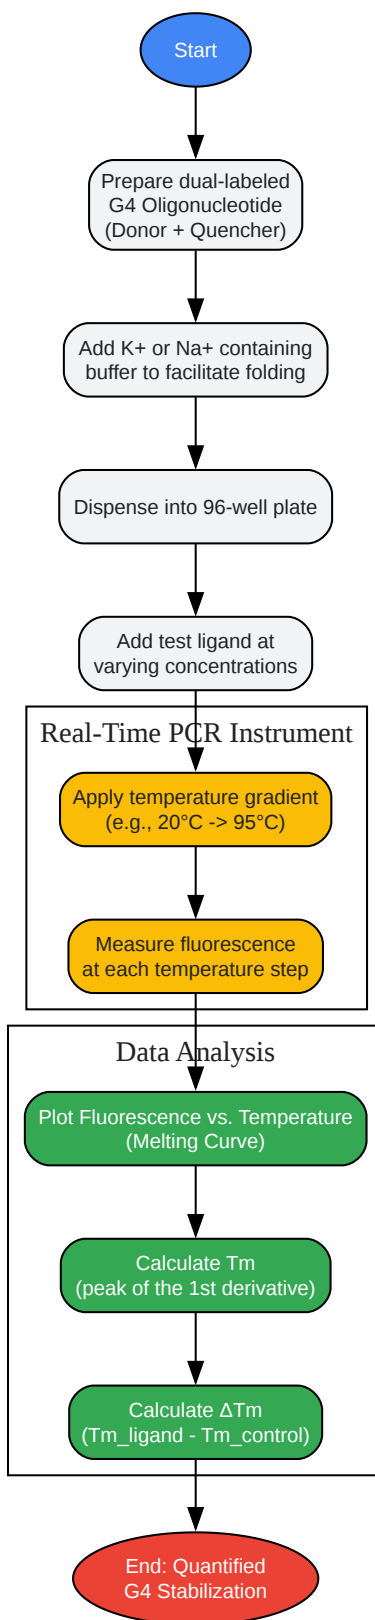 Start
Prepare dual-labeled
G4 Oligonucleotide
(Donor + Quencher)
Add K+ or Na+ containing
buffer to facilitate folding
Dispense into 96-well plate
Add test ligand at
varying concentrations
Real-Time PCR Instrument
Apply temperature gradient
(e.g., 20°C -> 95°C)
Measure fluorescence
at each temperature step
Data Analysis
Plot Fluorescence vs. Temperature
(Melting Curve)
Calculate Tm
(peak of the 1st derivative)
Calculate ΔTm
(Tm_ligand - Tm_control)
End: Quantified
G4 Stabilization